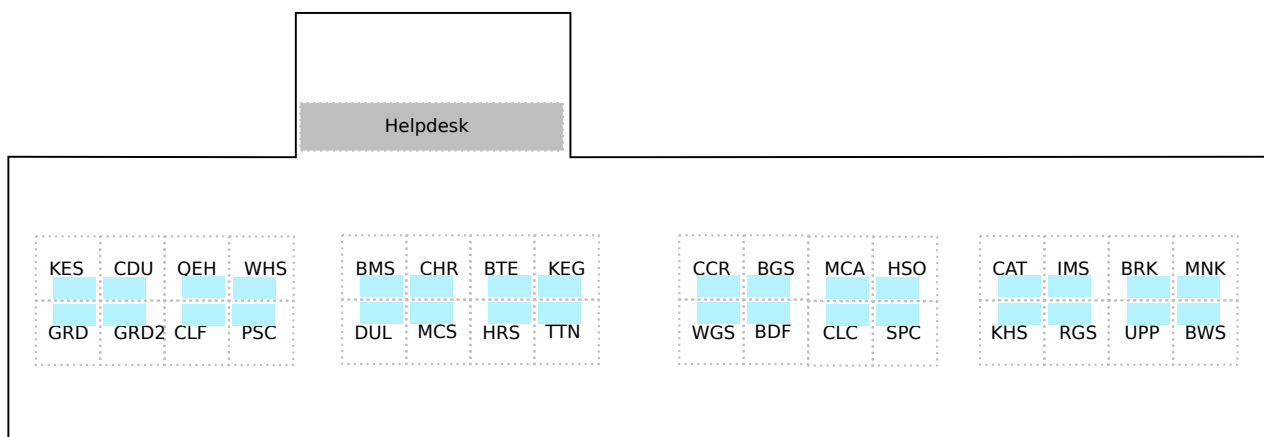 Helpdesk
KES CDU QEH WHS BMS CHR BTE KEG CCR BGS MCA HSO CAT IMS BRK MNK
GRD GRD2 CLF PSC DUL MCS HRS TTN WGS BDF CLC SPC KHS RGS UPP BWS